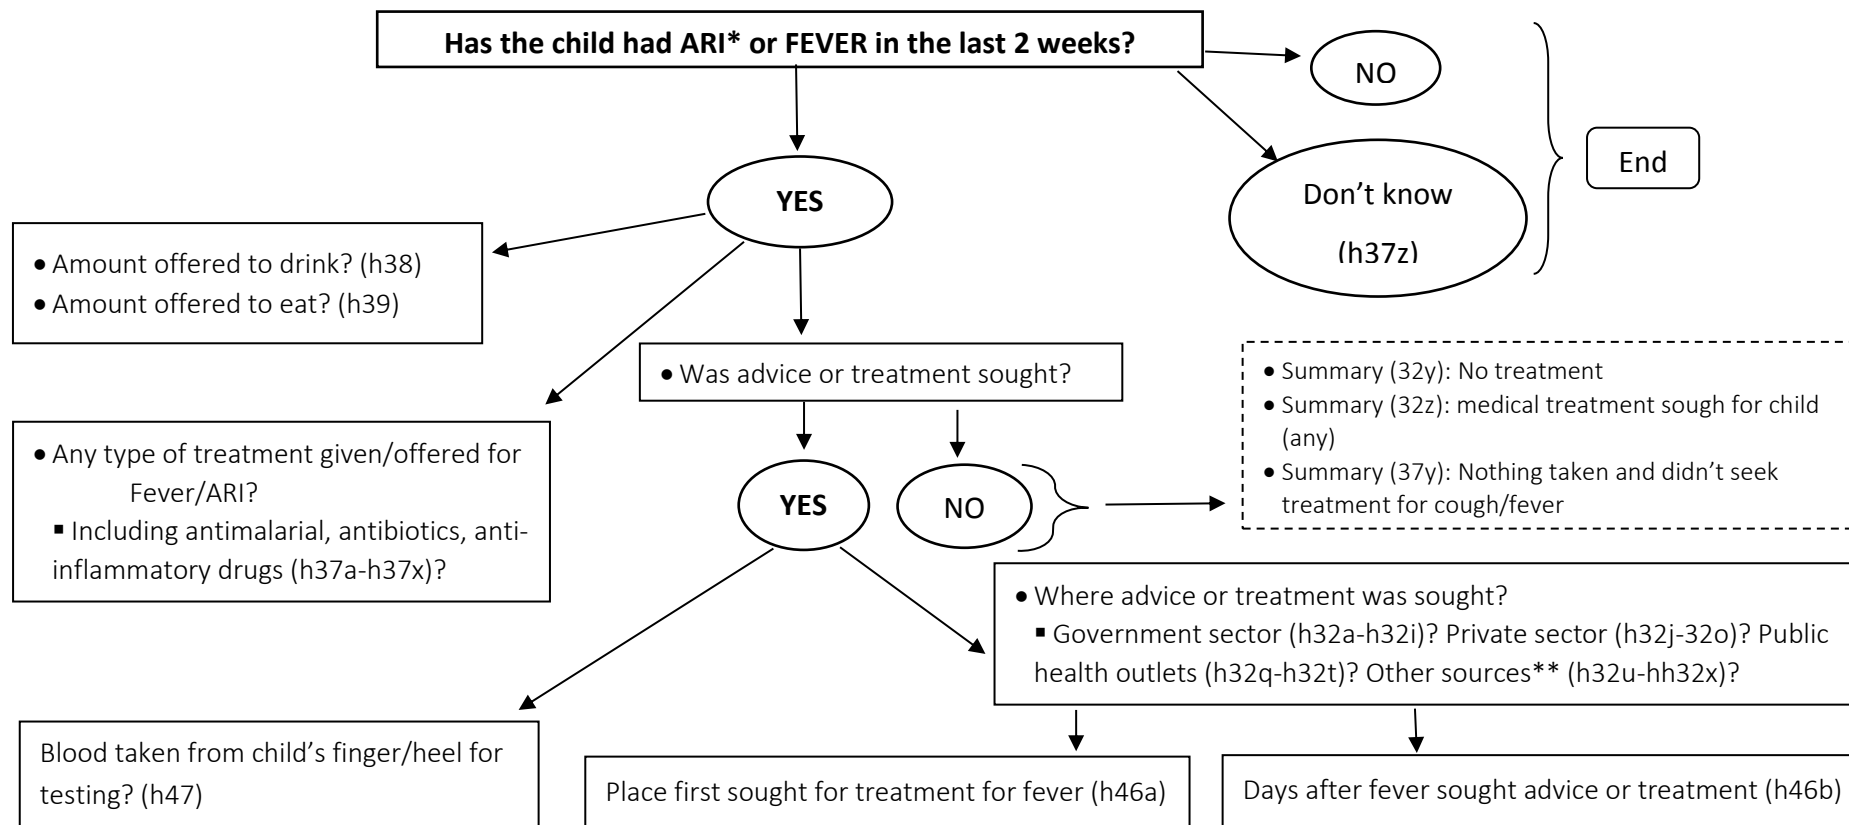 Has the child had ARI* or FEVER in the last 2 weeks?
NO
Don’t know
(h37z)
End
YES
• Amount offered to drink? (h38)
• Amount offered to eat? (h39)
• Was advice or treatment sought?
• Summary (32y): No treatment
• Summary (32z): medical treatment sough for child
(any)
• Summary (37y): Nothing taken and didn’t seek
treatment for cough/fever
• Any type of treatment given/offered for
Fever/ARI?
▪ Including antimalarial, antibiotics, anti-
inflammatory drugs (h37a-h37x)?
YES
NO
• Where advice or treatment was sought?
▪ Government sector (h32a-h32i)? Private sector (h32j-32o)? Public
health outlets (h32q-h32t)? Other sources** (h32u-hh32x)?
Blood taken from child’s finger/heel for
testing? (h47)
Place first sought for treatment for fever (h46a)
Days after fever sought advice or treatment (h46b)